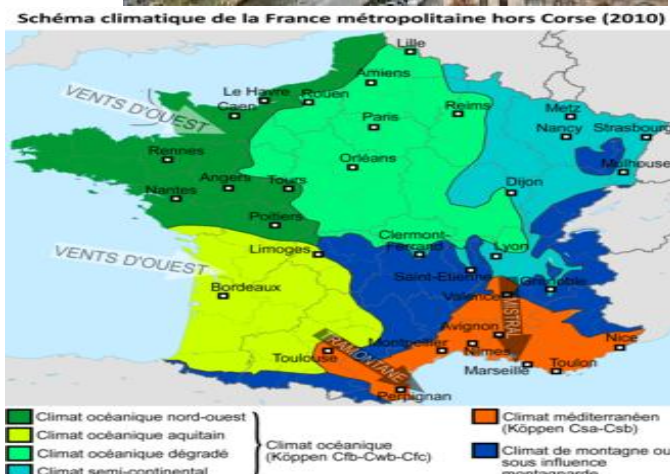 Schéma climatique de la France métropolitaine hors Corse (2010)
Lille
Amiens
Le Havre
Rouen
Caen
Reims
VENTS D'OUEST
Paris
Metz
Nancy
Strasbourg
Rennes
Orléans
Mulhouse
Angers
Tours
Nantes
Dijon
Poitiers
VENTS D'OUEST
Limoges
Clermont-
Ferrand
Lyon
Saint-Etienne
Grenoble
Bordeaux
Valence
MISTRAL
Avignon
Nice
Toulouse
TRAMONTANE
Montpellier
Nîmes
Toulon
Marseille
Perpignan
Climat océanique nord-ouest
Climat océanique aquitain
Climat océanique dégradé
Climat semi-continental
Climat océanique
(Köppen Cfb-Cwb-Cfc)
Climat méditerranéen
(Köppen Csa-Csb)
Climat de montagne ou
sous influence
montagnarde